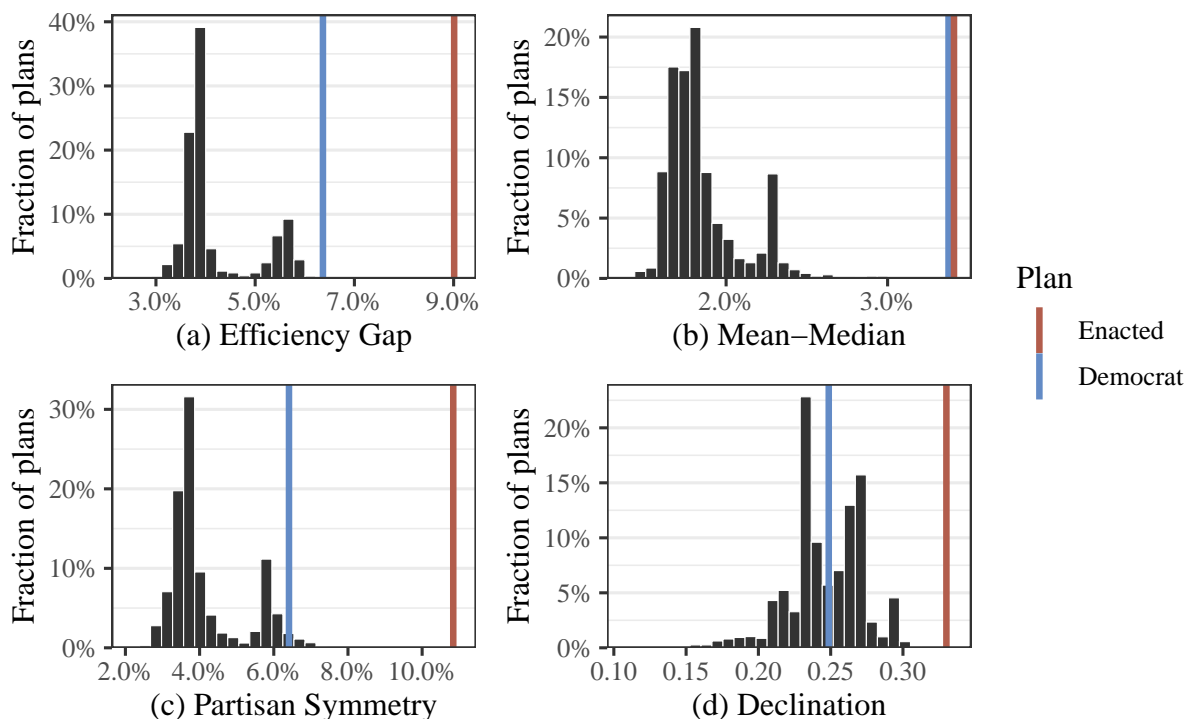 40%
30%
20%
10%
0%
Fraction of plans
3.0% 5.0% 7.0% 9.0%
(a) Efficiency Gap
20%
15%
10%
5%
0%
Fraction of plans
2.0% 3.0%
(b) Mean−Median
30%
20%
10%
0%
Fraction of plans
2.0% 4.0% 6.0% 8.0% 10.0%
(c) Partisan Symmetry
20%
15%
10%
5%
0%
Fraction of plans
0.10 0.15 0.20 0.25 0.30
(d) Declination
Plan
Enacted
Democrat